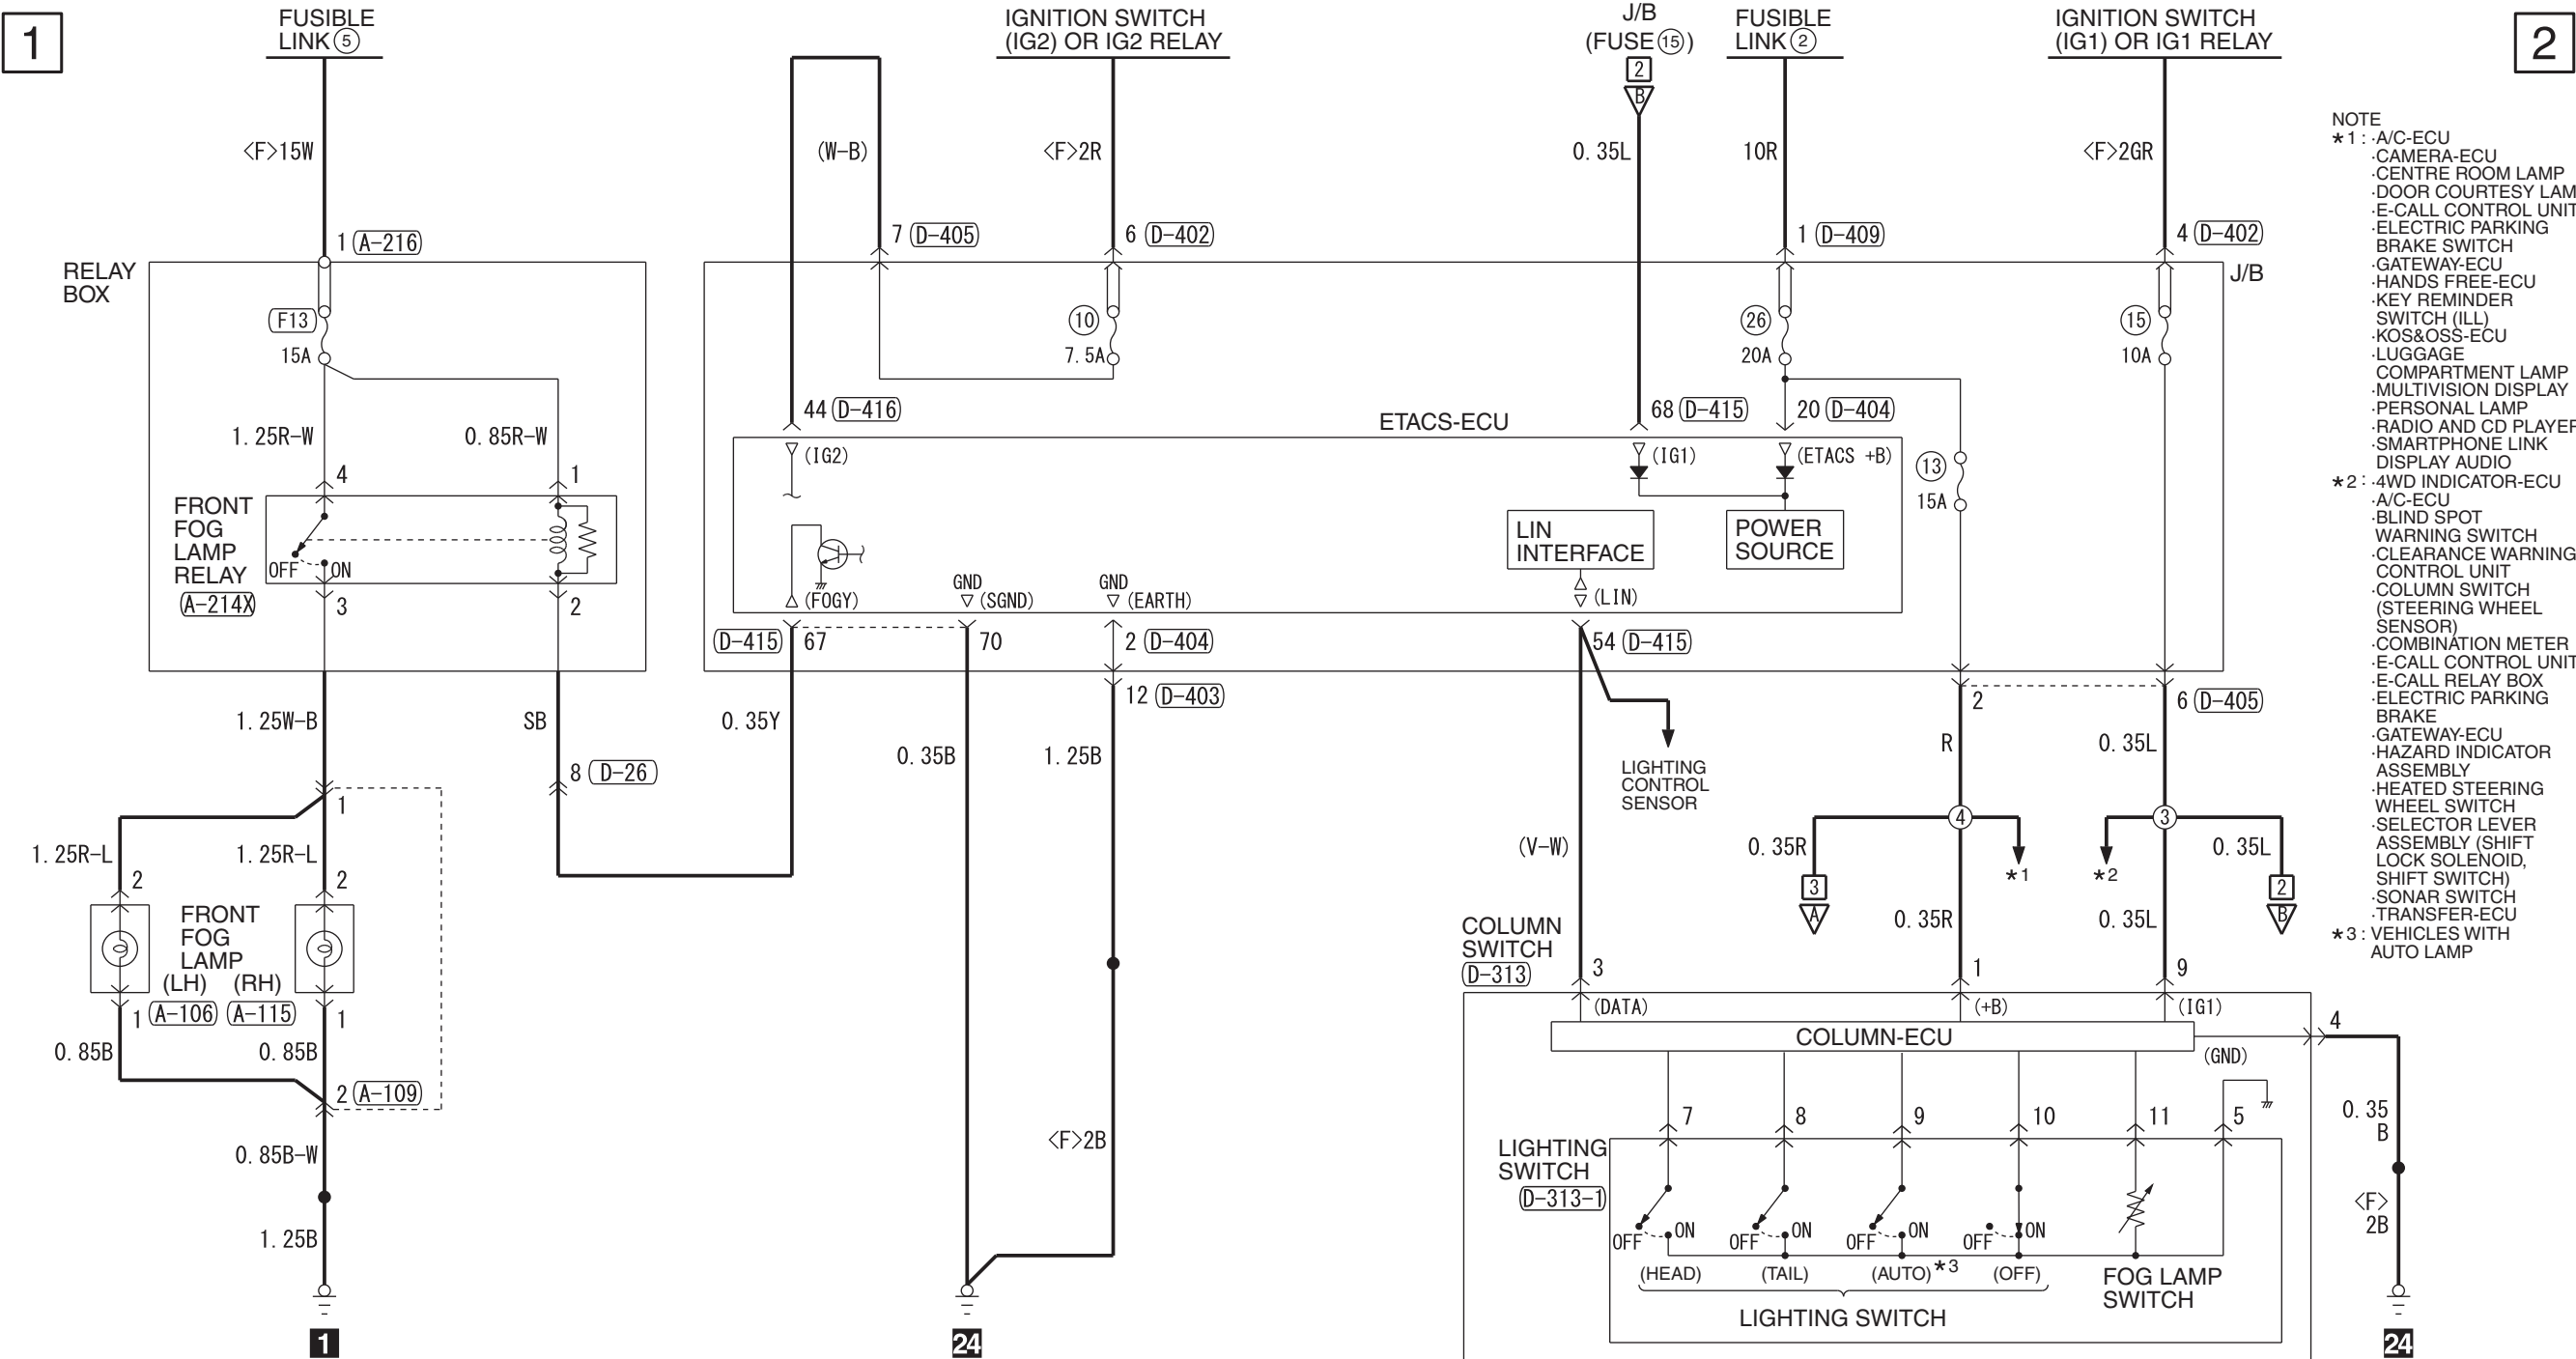 1
FUSIBLE
LINK⑤
IGNITION SWITCH
(IG2) OR IG2 RELAY
J/B
(FUSE⑮)
FUSIBLE
LINK②
IGNITION SWITCH
(IG1) OR IG1 RELAY
2
2
B
<F>15W
(W-B)
<F>2R
0.35L
10R
<F>2GR
1 (A-216)
7 (D-405)
6 (D-402)
1 (D-409)
4 (D-402)
RELAY
BOX
J/B
F13
15A
⑩
7.5A
㉖
20A
⑮
10A
1.25R-W
0.85R-W
44 (D-416)
ETACS-ECU
68 (D-415)
20 (D-404)
(IG2)
(IG1)
(ETACS +B)
⑬
15A
4
1
FRONT
FOG
LAMP
RELAY
(A-214X)
OFF
ON
3
2
LIN
INTERFACE
POWER
SOURCE
(FOGY)
GND
(SGND)
GND
(EARTH)
(LIN)
(D-415) 67
70
2 (D-404)
54 (D-415)
12 (D-403)
2
6 (D-405)
1.25W-B
SB
0.35Y
0.35B
1.25B
R
0.35L
8 (D-26)
LIGHTING
CONTROL
SENSOR
1
1.25R-L
1.25R-L
(V-W)
④
③
0.35R
*1
*2
0.35L
3
A
2
B
2
2
FRONT
FOG
LAMP
(LH)
(RH)
1 (A-106)
(A-115) 1
0.35R
0.35L
COLUMN
SWITCH
(D-313)
3
1
9
(DATA)
(+B)
(IG1)
COLUMN-ECU
4
(GND)
0.85B
0.85B
2 (A-109)
0.85B-W
1.25B
1
<F>2B
24
7
8
9
10
11
5
LIGHTING
SWITCH
(D-313-1)
OFF
ON
OFF
ON
OFF
ON
OFF
ON
(HEAD)
(TAIL)
(AUTO)*3
(OFF)
FOG LAMP
SWITCH
LIGHTING SWITCH
0.35
B
<F>
2B
24
NOTE
*1 : ·A/C-ECU
·CAMERA-ECU
·CENTRE ROOM LAMP
·DOOR COURTESY LAM
·E-CALL CONTROL UNIT
·ELECTRIC PARKING
BRAKE SWITCH
·GATEWAY-ECU
·HANDS FREE-ECU
·KEY REMINDER
SWITCH (ILL)
·KOS&OSS-ECU
·LUGGAGE
COMPARTMENT LAMP
·MULTIVISION DISPLAY
·PERSONAL LAMP
·RADIO AND CD PLAYER
·SMARTPHONE LINK
DISPLAY AUDIO
*2 : ·4WD INDICATOR-ECU
·A/C-ECU
·BLIND SPOT
WARNING SWITCH
·CLEARANCE WARNING
CONTROL UNIT
·COLUMN SWITCH
(STEERING WHEEL
SENSOR)
·COMBINATION METER
·E-CALL CONTROL UNIT
·E-CALL RELAY BOX
·ELECTRIC PARKING
BRAKE
·GATEWAY-ECU
·HAZARD INDICATOR
ASSEMBLY
·HEATED STEERING
WHEEL SWITCH
·SELECTOR LEVER
ASSEMBLY (SHIFT
LOCK SOLENOID,
SHIFT SWITCH)
·SONAR SWITCH
·TRANSFER-ECU
*3 : VEHICLES WITH
AUTO LAMP